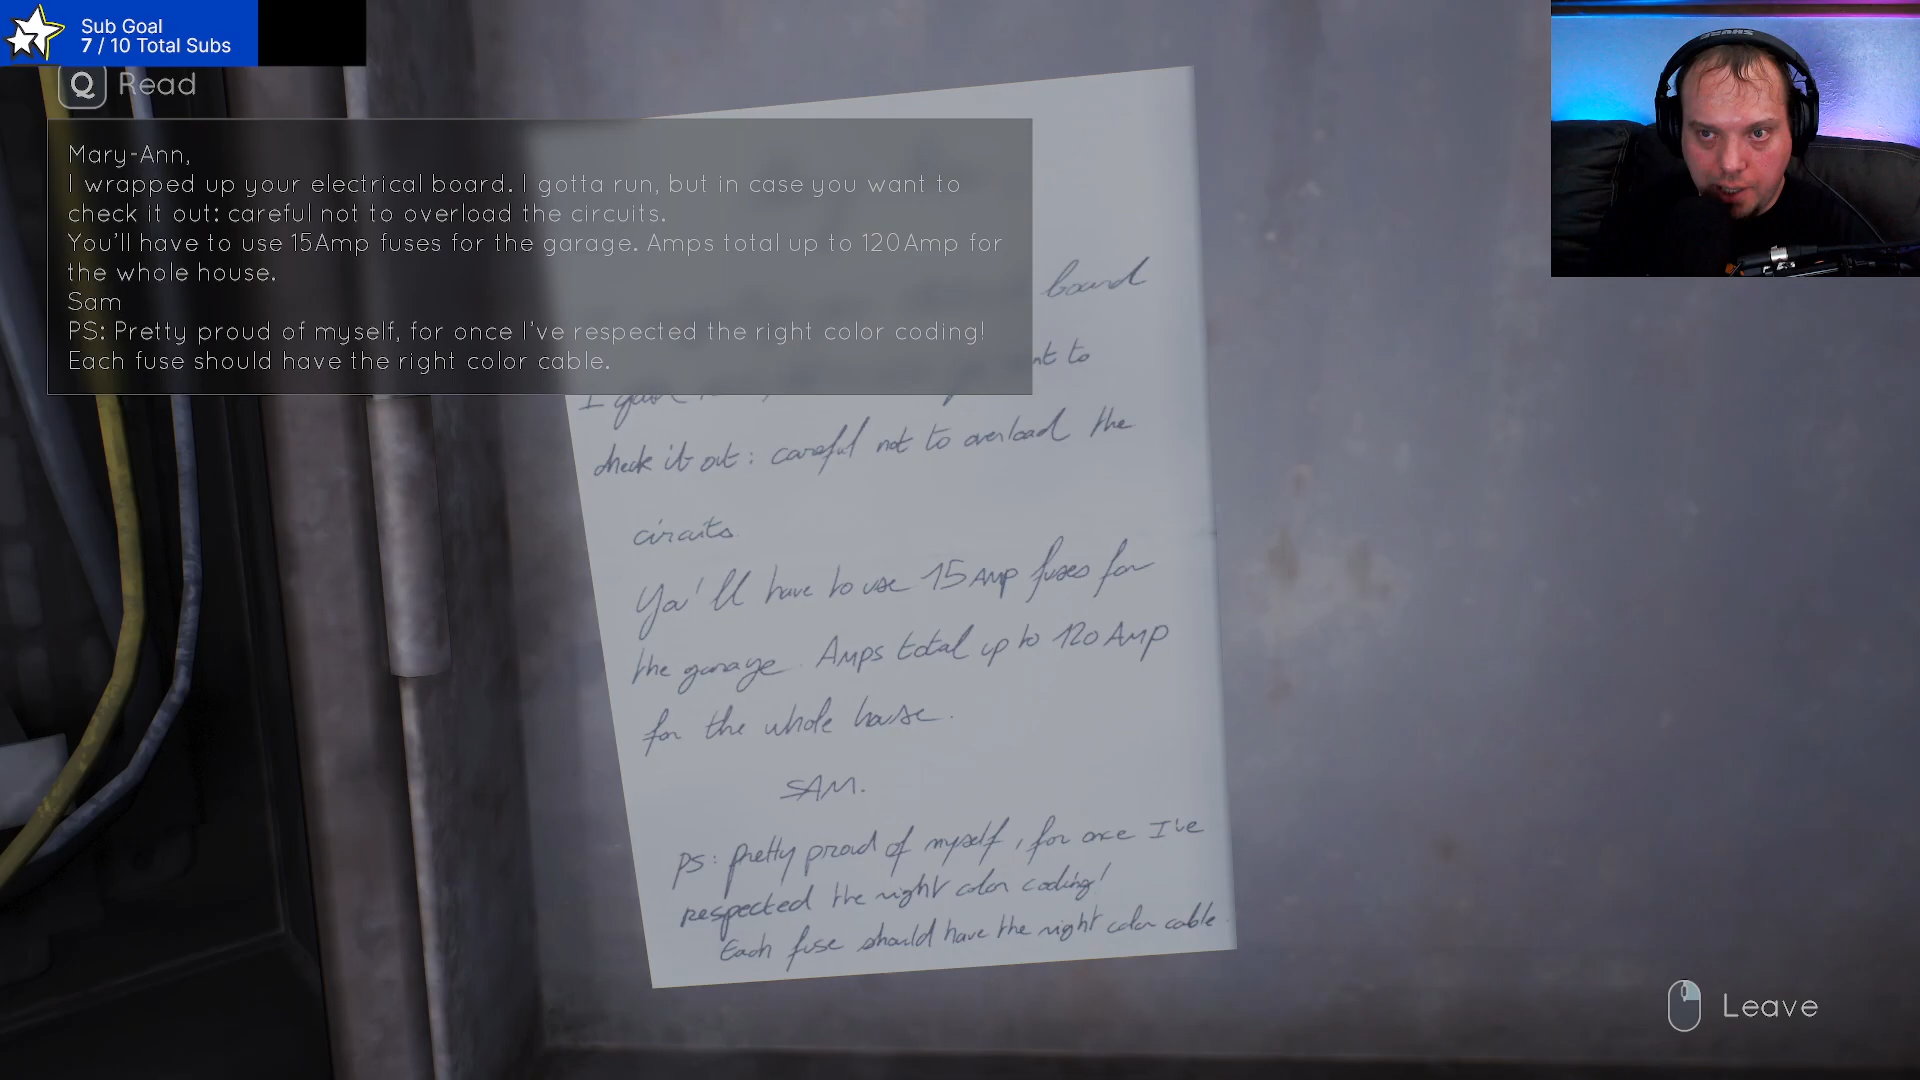 Sub Goal
7 / 10 Total Subs
Q Read
Mary-Ann,
I wrapped up your electrical board. I gotta run, but in case you want to
check it out: careful not to overload the circuits.
You'll have to use 15Amp fuses for the garage. Amps total up to 120Amp for
the whole house.
Sam
PS: Pretty proud of myself, for once I've respected the right color coding!
Each fuse should have the right color cable.
board
to
check it out : careful not to overload the
circuits.
You'll have to use 15 AMP fuses for
the garage. Amps total up to 120 AMP
for the whole house.
SAM.
PS: Pretty proud of myself, for once I've
respected the right color coding!
Each fuse should have the right color cable
Leave